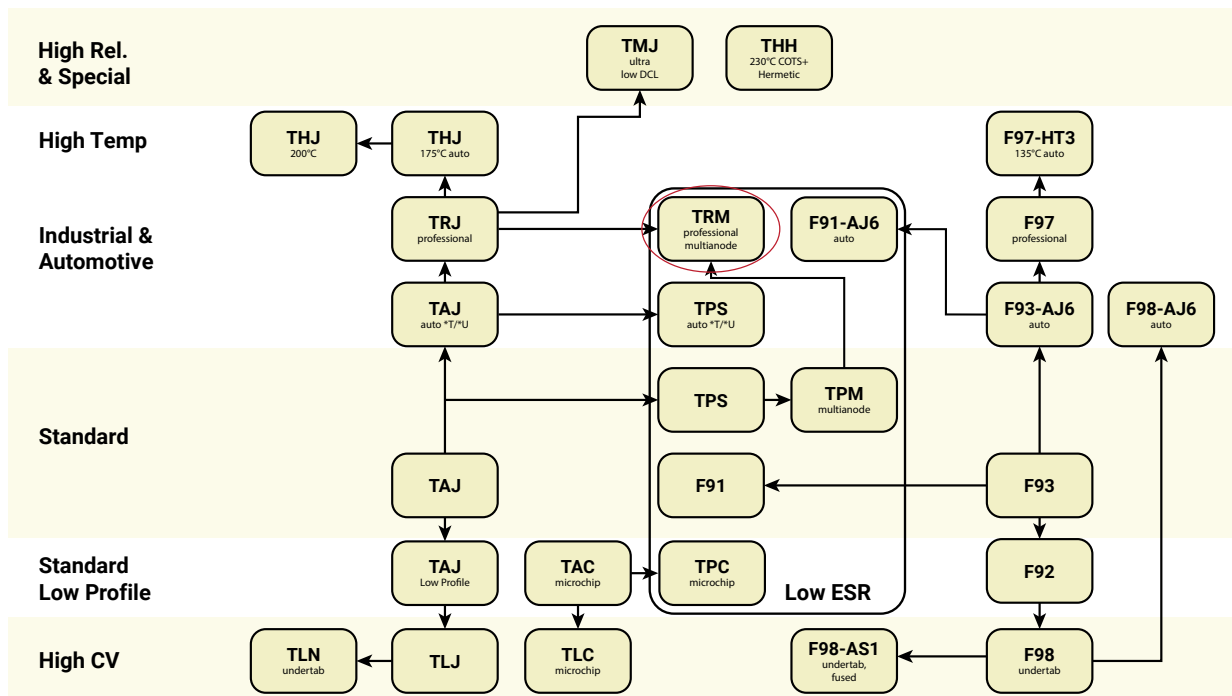 High Rel.
& Special
TMJ
ultra
low DCL
THH
230°C COTS+
Hermetic
High Temp
THJ
200°C
THJ
175°C auto
F97-HT3
135°C auto
Industrial &
Automotive
TRJ
professional
TRM
professional
multianode
F91-AJ6
auto
F97
professional
TAJ
auto *T/*U
TPS
auto *T/*U
F93-AJ6
auto
F98-AJ6
auto
Standard
TPS
TPM
multianode
TAJ
F91
F93
Standard
Low Profile
TAJ
Low Profile
TAC
microchip
TPC
microchip
Low ESR
F92
High CV
TLN
undertab
TLJ
TLC
microchip
F98-AS1
undertab,
fused
F98
undertab